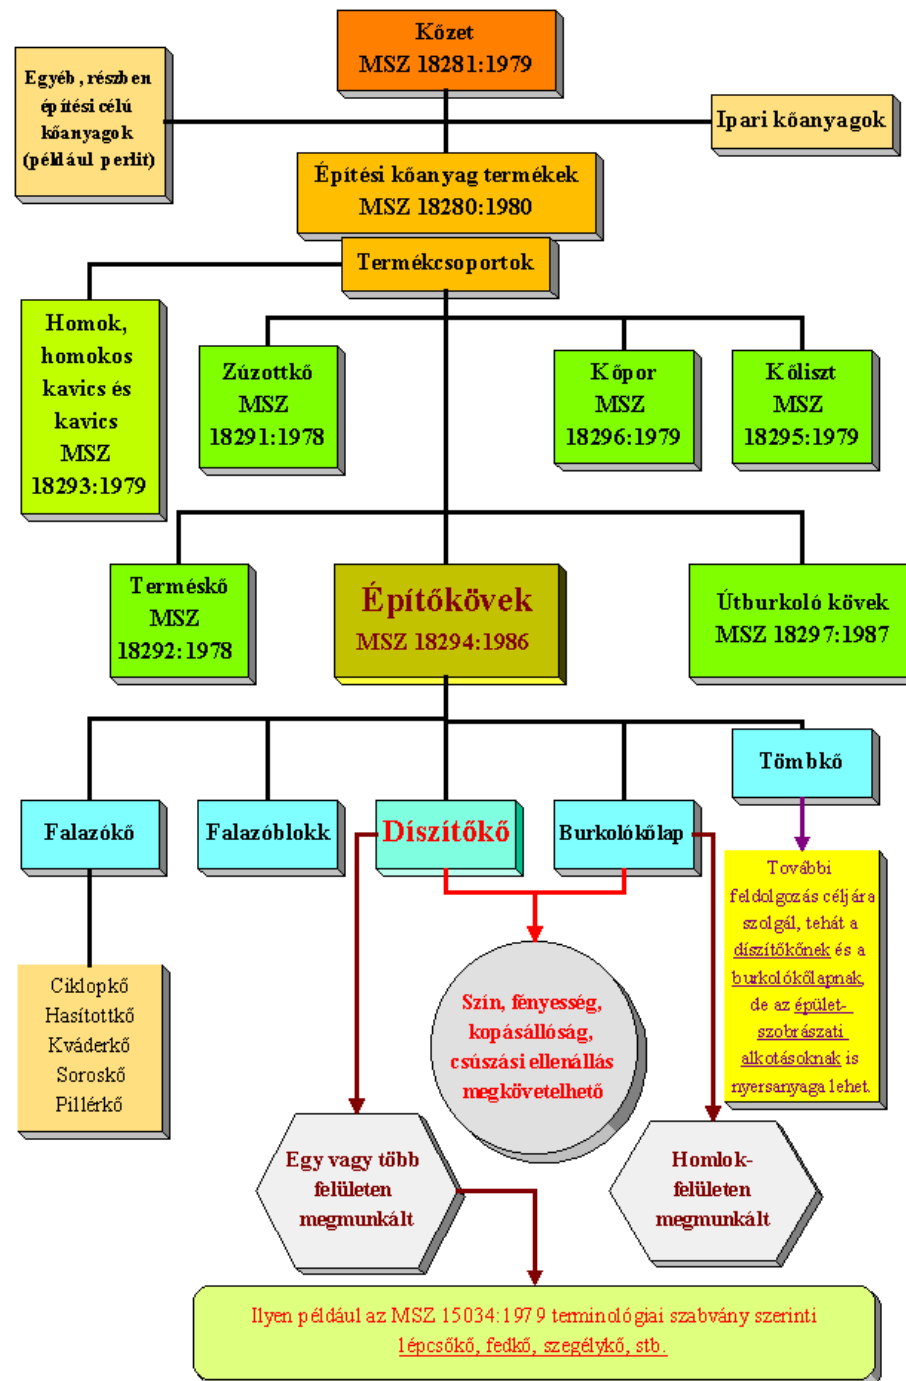 Kőzet
MSZ 18281:1979
Egyéb, részben
építési célú
kőanyagok
(például perlit)
Ipari kőanyagok
Építési kőanyag termékek
MSZ 18280:1980
Termékcsoportok
Homok,
homokos
kavics és
kavics
MSZ
18293:1979
Zúzottkő
MSZ
18291:1978
Kőpor
MSZ
18296:1979
Kőliszt
MSZ
18295:1979
Terméskő
MSZ
18292:1978
Építőkövek
MSZ 18294:1986
Útburkoló kövek
MSZ 18297:1987
Falazókő
Falazóblokk
Díszítőkő
Burkolókőlap
Tömbkő
További
feldolgozás céljára
szolgál, tehát a
díszítőkőnek és a
burkolókőlapnak,
de az épület-
szobrászati
alkotásoknak is
nyersanyaga lehet.
Ciklopkő
Hasítottkő
Kváderkő
Soroskő
Pillérkő
Szín, fényesség,
kopásállóság,
csúszási ellenállás
megkövetelhető
Egy vagy több
felületen
megmunkált
Homlok-
felületen
megmunkált
Ilyen például az MSZ 15034:1979 terminológiai szabvány szerinti
lépcsőkő, fedkő, szegélykő, stb.